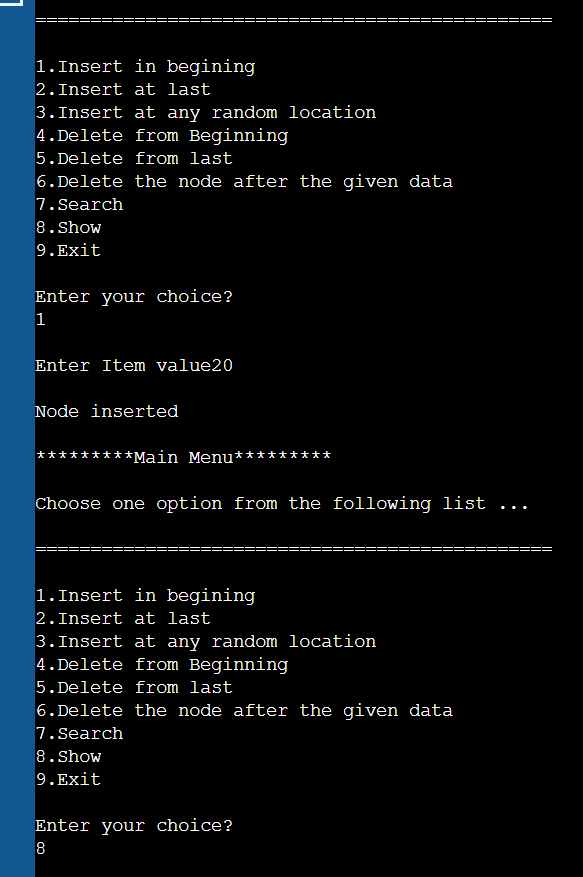 ===============================================
1.Insert in begining
2.Insert at last
3.Insert at any random location
4.Delete from Beginning
5.Delete from last
6.Delete the node after the given data
7.Search
8.Show
9.Exit
Enter your choice?
1
Enter Item value20
Node inserted
*********Main Menu*********
Choose one option from the following list ...
===============================================
1.Insert in begining
2.Insert at last
3.Insert at any random location
4.Delete from Beginning
5.Delete from last
6.Delete the node after the given data
7.Search
8.Show
9.Exit
Enter your choice?
8